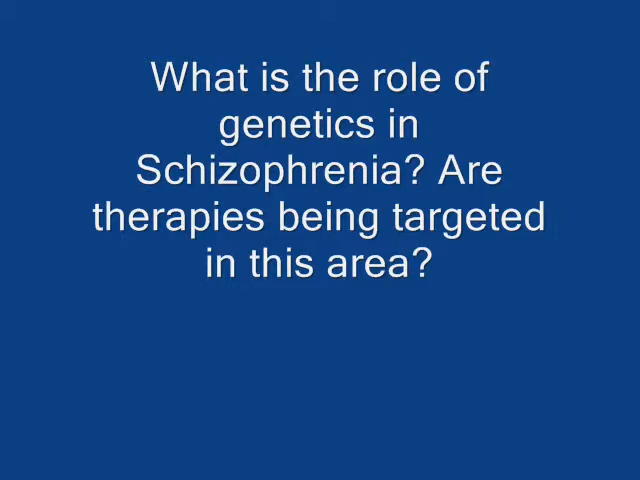 What is the role of
genetics in
Schizophrenia? Are
therapies being targeted
in this area?